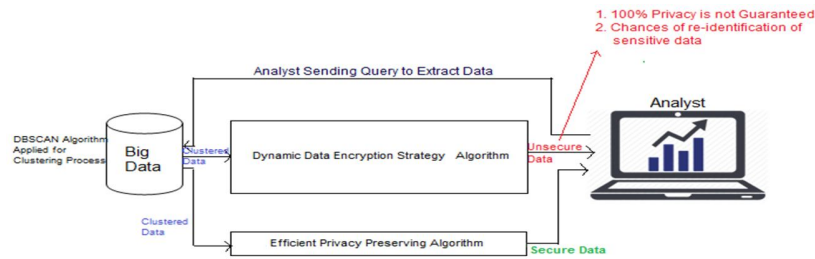 1. 100% Privacy is not Guaranteed
2. Chances of re-identification of
sensitive data
Analyst Sending Query to Extract Data
Analyst
DBSCAN Algorithm
Applied for
Clustering Process
Big
Data
Clustered
Data
Dynamic Data Encryption Strategy Algorithm
Unsecure
Data
Clustered
Data
Efficient Privacy Preserving Algorithm
Secure Data